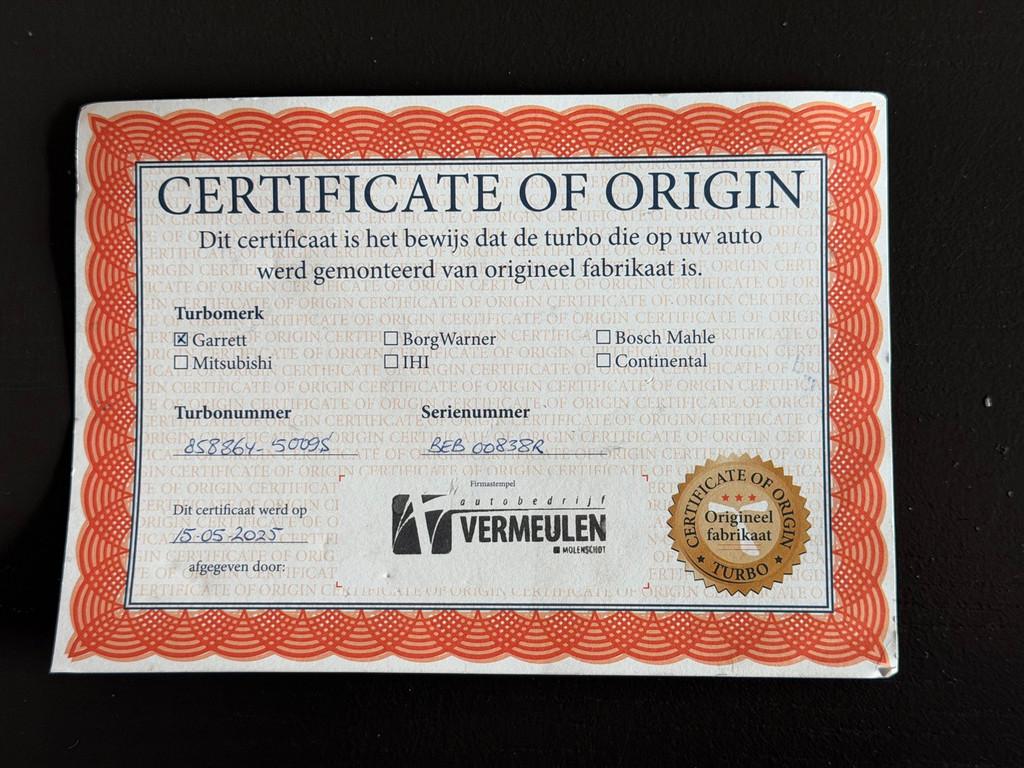 CERTIFICATE OF ORIGIN
Dit certificaat is het bewijs dat de turbo die op uw auto
werd gemonteerd van origineel fabrikaat is.
Turbomerk
☒ Garrett ☐ BorgWarner ☐ Bosch Mahle
☐ Mitsubishi ☐ IHI ☐ Continental
Turbonummer Serienummer
858864-5009S BEB 00838R
Firmastempel
Dit certificaat werd op
15-05-2025
afgegeven door:
autobedrijf
VERMEULEN
MOLENSCHOT
CERTIFICATE OF ORIGIN
Origineel
fabrikaat
TURBO